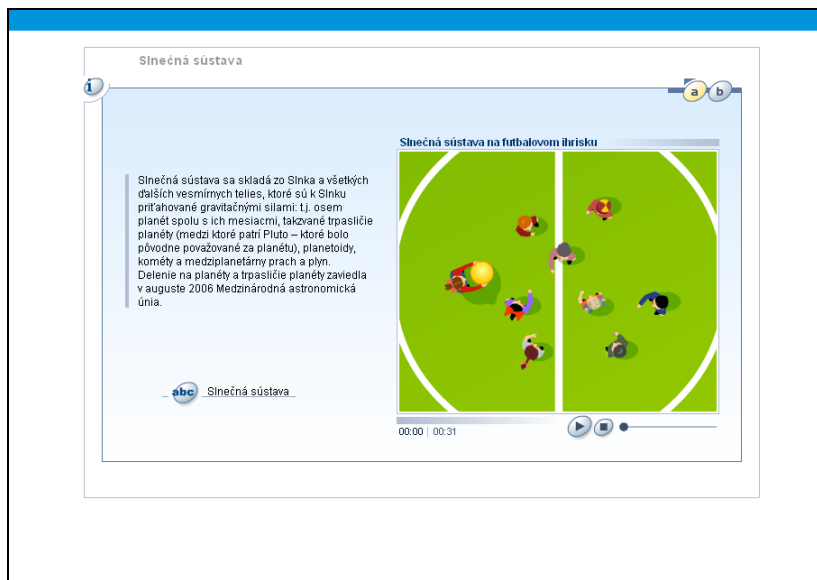 Slnečná sústava
i
a b
Slnečná sústava na futbalovom ihrisku
Slnečná sústava sa skladá zo Slnka a všetkých
ďalších vesmírnych telies, ktoré sú k Slnku
priťahované gravitačnými silami: t.j. osem
planét spolu s ich mesiacmi, takzvané trpasličie
planéty (medzi ktoré patrí Pluto – ktoré bolo
pôvodne považované za planétu), planetoidy,
kométy a medziplanetárny prach a plyn.
Delenie na planéty a trpasličie planéty zaviedla
v auguste 2006 Medzinárodná astronomická
únia.
abc Slnečná sústava
00:00 | 00:31